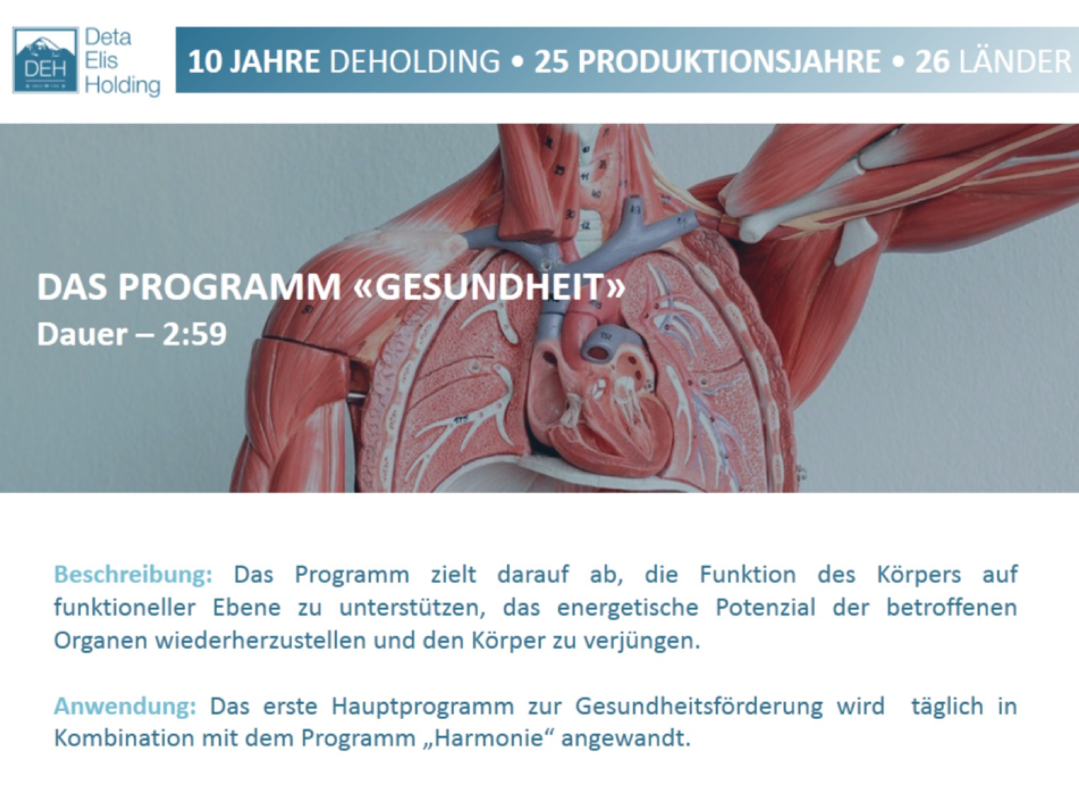 DEH
Deta
Elis
Holding
10 JAHRE DEHOLDING • 25 PRODUKTIONSJAHRE • 26 LÄNDER
DAS PROGRAMM «GESUNDHEIT»
Dauer – 2:59
Beschreibung: Das Programm zielt darauf ab, die Funktion des Körpers auf
funktioneller Ebene zu unterstützen, das energetische Potenzial der betroffenen
Organen wiederherzustellen und den Körper zu verjüngen.
Anwendung: Das erste Hauptprogramm zur Gesundheitsförderung wird täglich in
Kombination mit dem Programm „Harmonie“ angewandt.